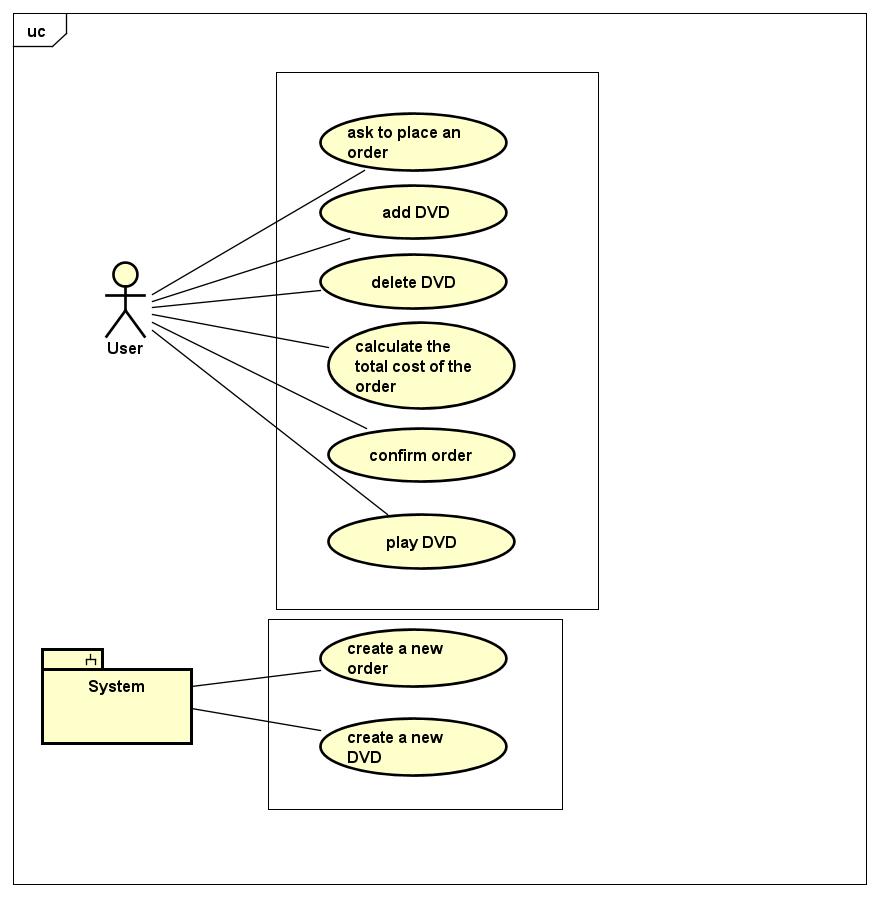 uc
ask to place an
order
add DVD
delete DVD
calculate the
total cost of the
order
User
confirm order
play DVD
create a new
order
System
create a new
DVD